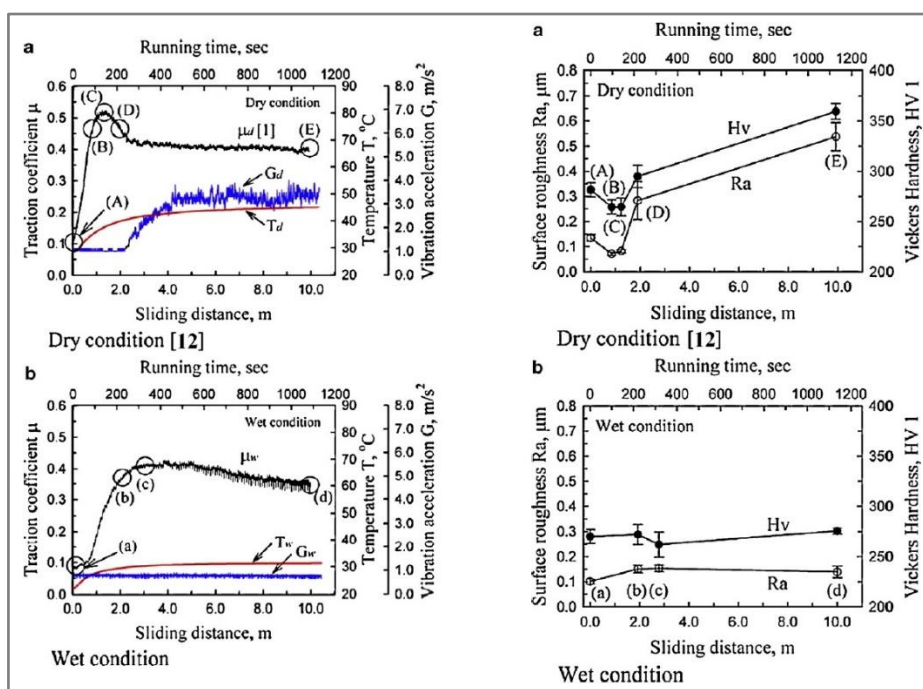 a
Running time, sec
0 200 400 600 800 1000 1200
Traction coefficient μ
0.6
0.5
0.4
0.3
0.2
0.1
0.0
(C)
(D)
(B)
(A)
Dry condition
μd [1]
(E)
Gd
Td
90
80
70
60
50
40
30
20
Temperature T, °C
8.0
7.0
6.0
5.0
4.0
3.0
2.0
1.0
0.0
Vibration acceleration G, m/s²
0.0 2.0 4.0 6.0 8.0 10.0
Sliding distance, m
Dry condition [12]
a
Running time, sec
0 200 400 600 800 1000 1200
Surface roughness Ra, μm
0.8
0.7
0.6
0.5
0.4
0.3
0.2
0.1
0.0
Dry condition
Hv
Ra
(A)
(B)
(C)
(D)
(E)
400
350
300
250
200
Vickers Hardness, HV 1
0.0 2.0 4.0 6.0 8.0 10.0
Sliding distance, m
Dry condition [12]
b
Running time, sec
0 200 400 600 800 1000 1200
Traction coefficient μ
0.6
0.5
0.4
0.3
0.2
0.1
0.0
Wet condition
μw
(b)
(c)
(d)
(a)
Tw
Gw
90
80
70
60
50
40
30
20
Temperature T, °C
8.0
7.0
6.0
5.0
4.0
3.0
2.0
1.0
0.0
Vibration acceleration G, m/s²
0.0 2.0 4.0 6.0 8.0 10.0
Sliding distance, m
Wet condition
b
Running time, sec
0 200 400 600 800 1000 1200
Surface roughness Ra, μm
0.8
0.7
0.6
0.5
0.4
0.3
0.2
0.1
0.0
Wet condition
Hv
Ra
(a)
(b)
(c)
(d)
400
350
300
250
200
Vickers Hardness, HV 1
0.0 2.0 4.0 6.0 8.0 10.0
Sliding distance, m
Wet condition